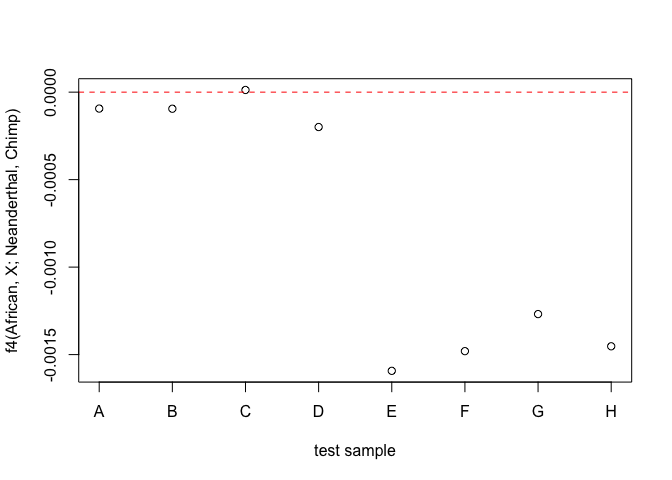 f4(African, X; Neanderthal, Chimp)
0.0000
-0.0005
-0.0010
-0.0015
A B C D E F G H
test sample